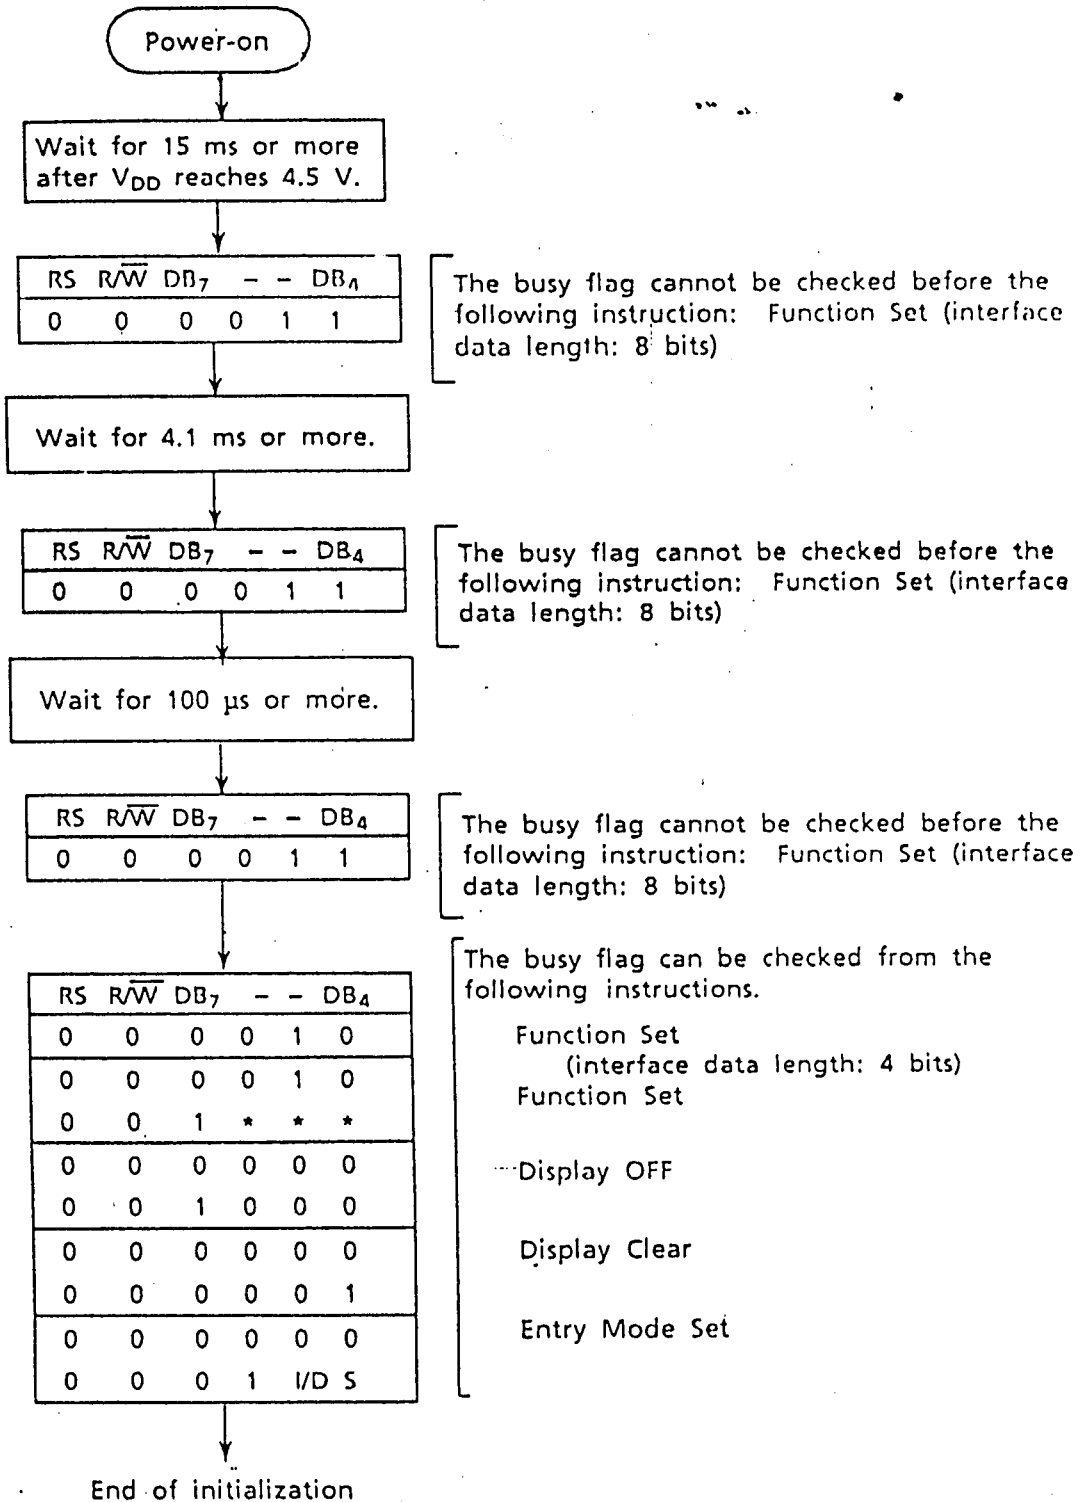 Power-on
Wait for 15 ms or more
after VDD reaches 4.5 V.
RS R/W̅ DB7 – – DB4
0 0 0 0 1 1
The busy flag cannot be checked before the
following instruction: Function Set (interface
data length: 8 bits)
Wait for 4.1 ms or more.
RS R/W̅ DB7 – – DB4
0 0 0 0 1 1
The busy flag cannot be checked before the
following instruction: Function Set (interface
data length: 8 bits)
Wait for 100 µs or more.
RS R/W̅ DB7 – – DB4
0 0 0 0 1 1
The busy flag cannot be checked before the
following instruction: Function Set (interface
data length: 8 bits)
RS R/W̅ DB7 – – DB4
0 0 0 0 1 0
0 0 0 0 1 0
0 0 1 * * *
0 0 0 0 0 0
0 0 1 0 0 0
0 0 0 0 0 0
0 0 0 0 0 1
0 0 0 0 0 0
0 0 0 1 I/D S
The busy flag can be checked from the
following instructions.
Function Set
(interface data length: 4 bits)
Function Set
Display OFF
Display Clear
Entry Mode Set
End of initialization